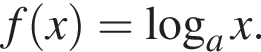 f(x) = logₐ x.